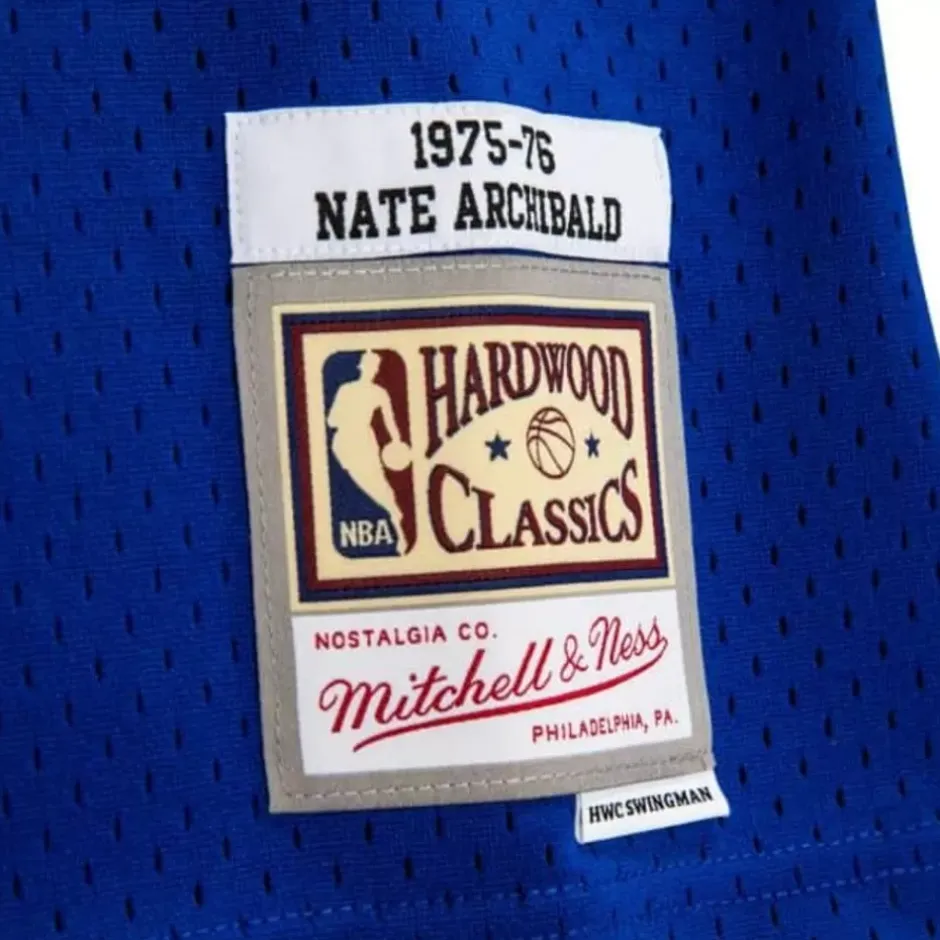 1975-76
NATE ARCHIBALD
HARDWOOD
CLASSICS
NBA
NOSTALGIA CO.
Mitchell & Ness
PHILADELPHIA, PA.
HWC SWINGMAN